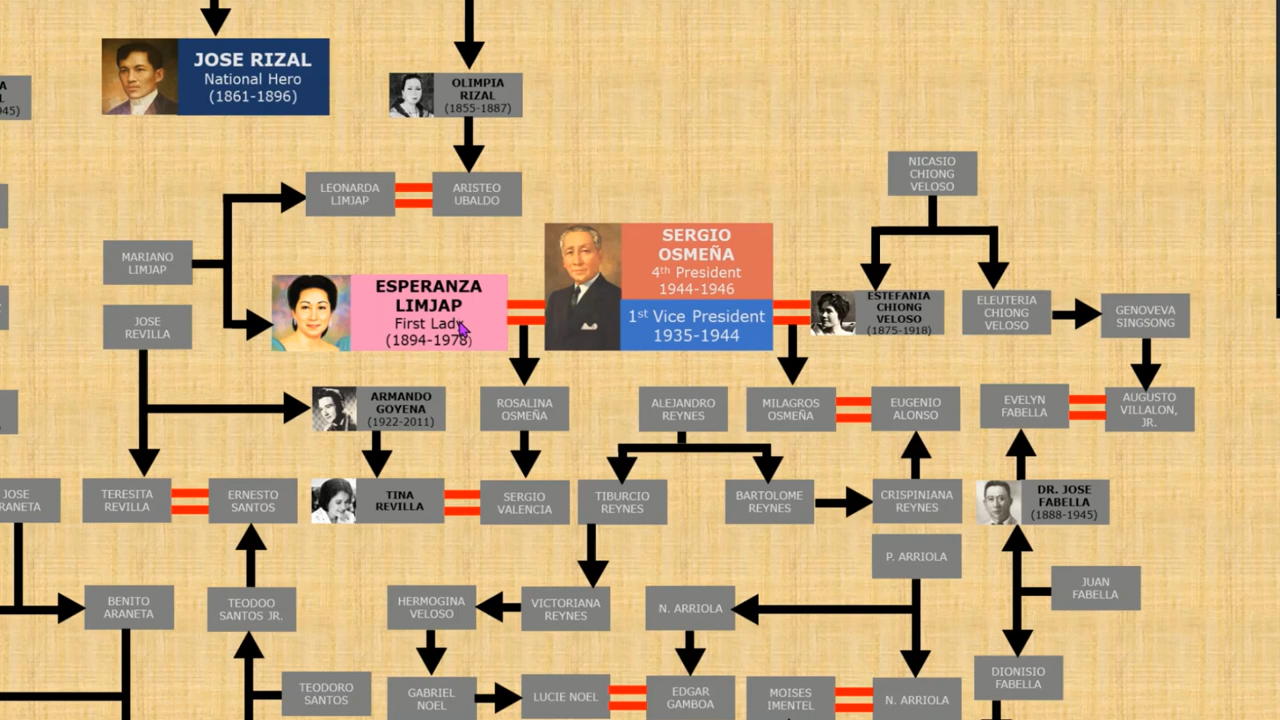 JOSE RIZAL
National Hero
(1861-1896)
OLIMPIA
RIZAL
(1855-1887)
NICASIO
CHIONG
VELOSO
LEONARDA
LIMJAP
ARISTEO
UBALDO
MARIANO
LIMJAP
SERGIO
OSMEÑA
4th President
1944-1946
1st Vice President
1935-1944
ESPERANZA
LIMJAP
First Lady
(1894-1978)
ESTEFANIA
CHIONG
VELOSO
(1875-1918)
ELEUTERIA
CHIONG
VELOSO
GENOVEVA
SINGSONG
JOSE
REVILLA
ARMANDO
GOYENA
(1922-2011)
ROSALINA
OSMEÑA
ALEJANDRO
REYNES
MILAGROS
OSMEÑA
EUGENIO
ALONSO
EVELYN
FABELLA
AUGUSTO
VILLALON,
JR.
JOSE
RANETA
TERESITA
REVILLA
ERNESTO
SANTOS
TINA
REVILLA
SERGIO
VALENCIA
TIBURCIO
REYNES
BARTOLOME
REYNES
CRISPINIANA
REYNES
DR. JOSE
FABELLA
(1888-1945)
P. ARRIOLA
JUAN
FABELLA
BENITO
ARANETA
TEODOO
SANTOS JR.
HERMOGINA
VELOSO
VICTORIANA
REYNES
N. ARRIOLA
DIONISIO
FABELLA
TEODORO
SANTOS
GABRIEL
NOEL
LUCIE NOEL
EDGAR
GAMBOA
MOISES
IMENTEL
N. ARRIOLA